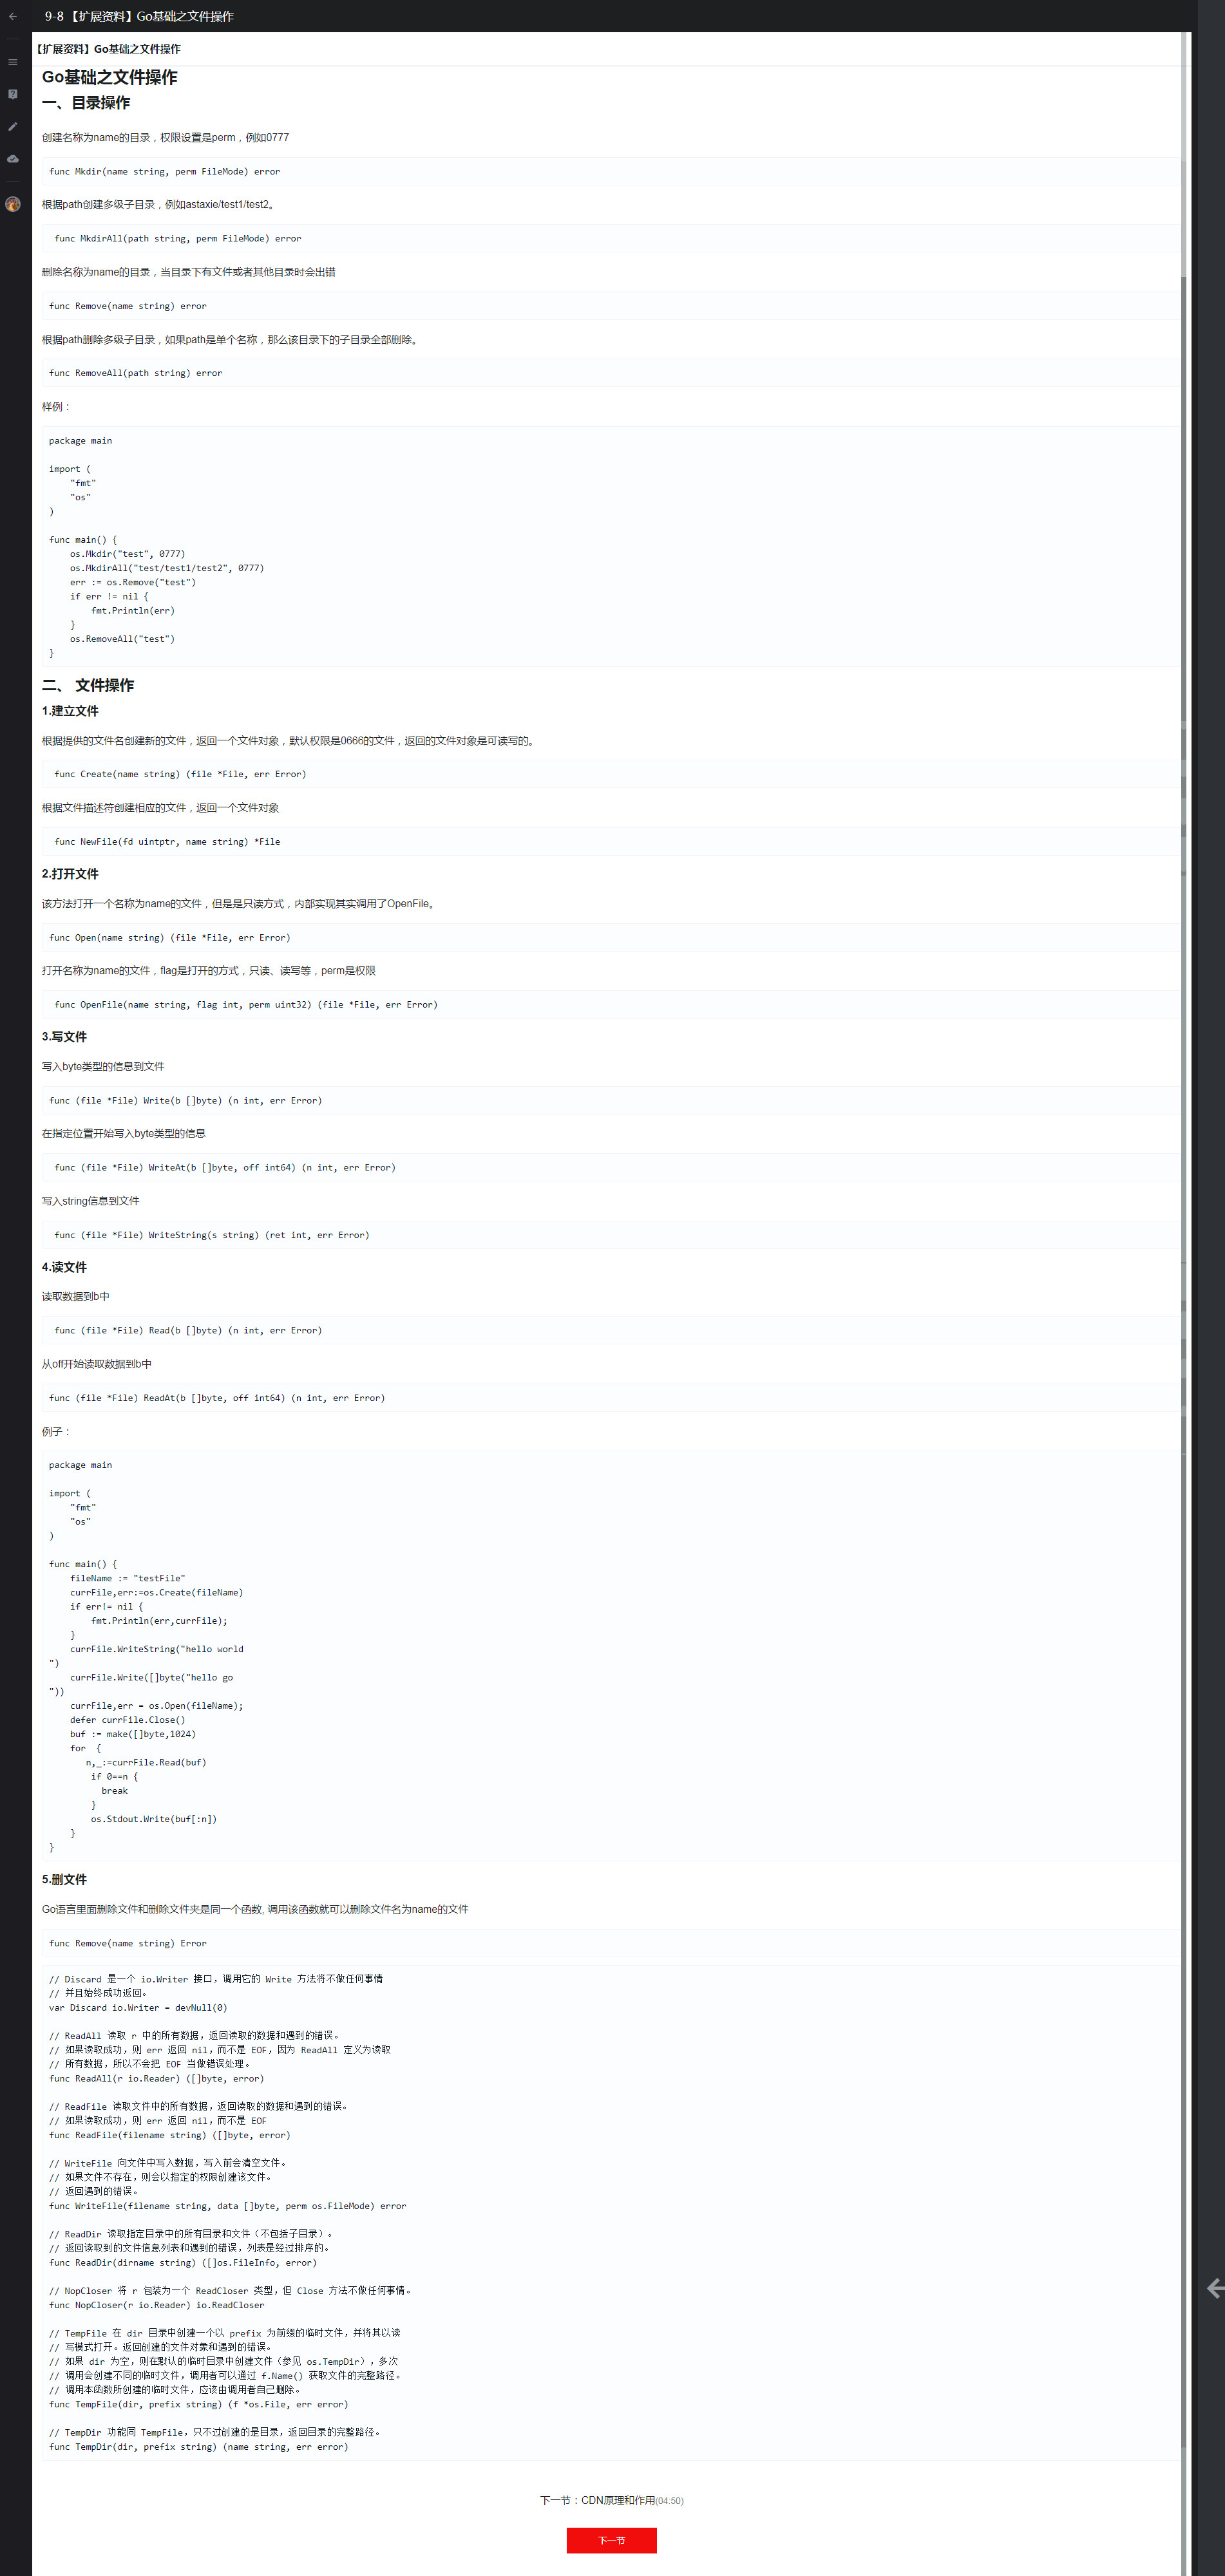 9-8 【扩展资料】Go基础之文件操作
【扩展资料】Go基础之文件操作
Go基础之文件操作
一、目录操作
创建名称为name的目录，权限设置是perm，例如0777
func Mkdir(name string, perm FileMode) error
根据path创建多级子目录，例如astaxie/test1/test2。
func MkdirAll(path string, perm FileMode) error
删除名称为name的目录，当目录下有文件或者其他目录时会出错
func Remove(name string) error
根据path删除多级子目录，如果path是单个名称，那么该目录下的子目录全部删除。
func RemoveAll(path string) error
样例：
package main
import (
    "fmt"
    "os"
)
func main() {
    os.Mkdir("test", 0777)
    os.MkdirAll("test/test1/test2", 0777)
    err := os.Remove("test")
    if err != nil {
        fmt.Println(err)
    }
    os.RemoveAll("test")
}
二、 文件操作
1.建立文件
根据提供的文件名创建新的文件，返回一个文件对象，默认权限是0666的文件，返回的文件对象是可读写的。
func Create(name string) (file *File, err Error)
根据文件描述符创建相应的文件，返回一个文件对象
func NewFile(fd uintptr, name string) *File
2.打开文件
该方法打开一个名称为name的文件，但是是只读方式，内部实现其实调用了OpenFile。
func Open(name string) (file *File, err Error)
打开名称为name的文件，flag是打开的方式，只读、读写等，perm是权限
func OpenFile(name string, flag int, perm uint32) (file *File, err Error)
3.写文件
写入byte类型的信息到文件
func (file *File) Write(b []byte) (n int, err Error)
在指定位置开始写入byte类型的信息
func (file *File) WriteAt(b []byte, off int64) (n int, err Error)
写入string信息到文件
func (file *File) WriteString(s string) (ret int, err Error)
4.读文件
读取数据到b中
func (file *File) Read(b []byte) (n int, err Error)
从off开始读取数据到b中
func (file *File) ReadAt(b []byte, off int64) (n int, err Error)
例子：
package main
import (
    "fmt"
    "os"
)
func main() {
    fileName := "testFile"
    currFile,err:=os.Create(fileName)
    if err!= nil {
        fmt.Println(err,currFile);
    }
    currFile.WriteString("hello world
")
    currFile.Write([]byte("hello go
"))
    currFile,err = os.Open(fileName);
    defer currFile.Close()
    buf := make([]byte,1024)
    for  {
       n,_:=currFile.Read(buf)
        if 0==n {
          break
        }
        os.Stdout.Write(buf[:n])
    }
}
5.删文件
Go语言里面删除文件和删除文件夹是同一个函数, 调用该函数就可以删除文件名为name的文件
func Remove(name string) Error
// Discard 是一个 io.Writer 接口，调用它的 Write 方法将不做任何事情
// 并且始终成功返回。
var Discard io.Writer = devNull(0)
// ReadAll 读取 r 中的所有数据，返回读取的数据和遇到的错误。
// 如果读取成功，则 err 返回 nil，而不是 EOF，因为 ReadAll 定义为读取
// 所有数据，所以不会把 EOF 当做错误处理。
func ReadAll(r io.Reader) ([]byte, error)
// ReadFile 读取文件中的所有数据，返回读取的数据和遇到的错误。
// 如果读取成功，则 err 返回 nil，而不是 EOF
func ReadFile(filename string) ([]byte, error)
// WriteFile 向文件中写入数据，写入前会清空文件。
// 如果文件不存在，则会以指定的权限创建该文件。
// 返回遇到的错误。
func WriteFile(filename string, data []byte, perm os.FileMode) error
// ReadDir 读取指定目录中的所有目录和文件（不包括子目录）。
// 返回读取到的文件信息列表和遇到的错误，列表是经过排序的。
func ReadDir(dirname string) ([]os.FileInfo, error)
// NopCloser 将 r 包装为一个 ReadCloser 类型，但 Close 方法不做任何事情。
func NopCloser(r io.Reader) io.ReadCloser
// TempFile 在 dir 目录中创建一个以 prefix 为前缀的临时文件，并将其以读
// 写模式打开。返回创建的文件对象和遇到的错误。
// 如果 dir 为空，则在默认的临时目录中创建文件（参见 os.TempDir），多次
// 调用会创建不同的临时文件，调用者可以通过 f.Name() 获取文件的完整路径。
// 调用本函数所创建的临时文件，应该由调用者自己删除。
func TempFile(dir, prefix string) (f *os.File, err error)
// TempDir 功能同 TempFile，只不过创建的是目录，返回目录的完整路径。
func TempDir(dir, prefix string) (name string, err error)
下一节：CDN原理和作用(04:50)
下一节